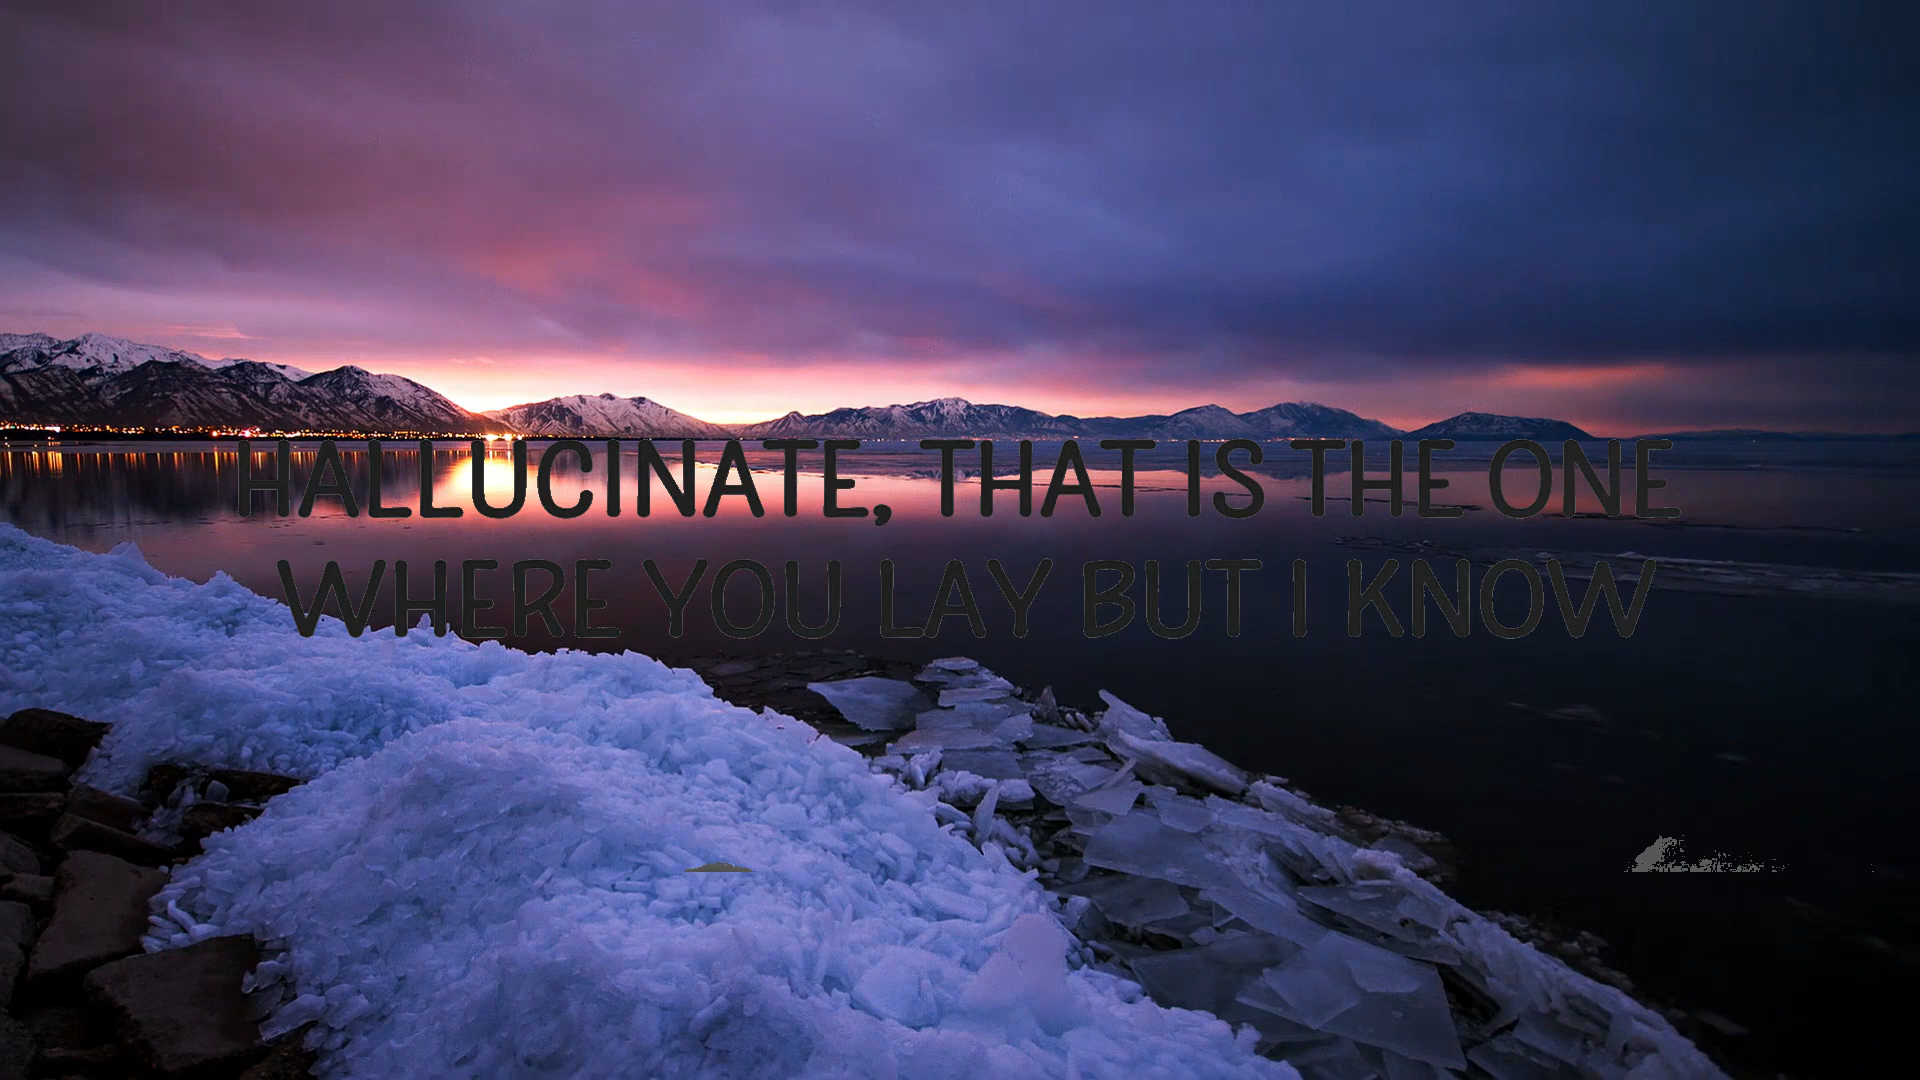 HALLUCINATE, THAT IS THE ONE
WHERE YOU LAY BUT I KNOW